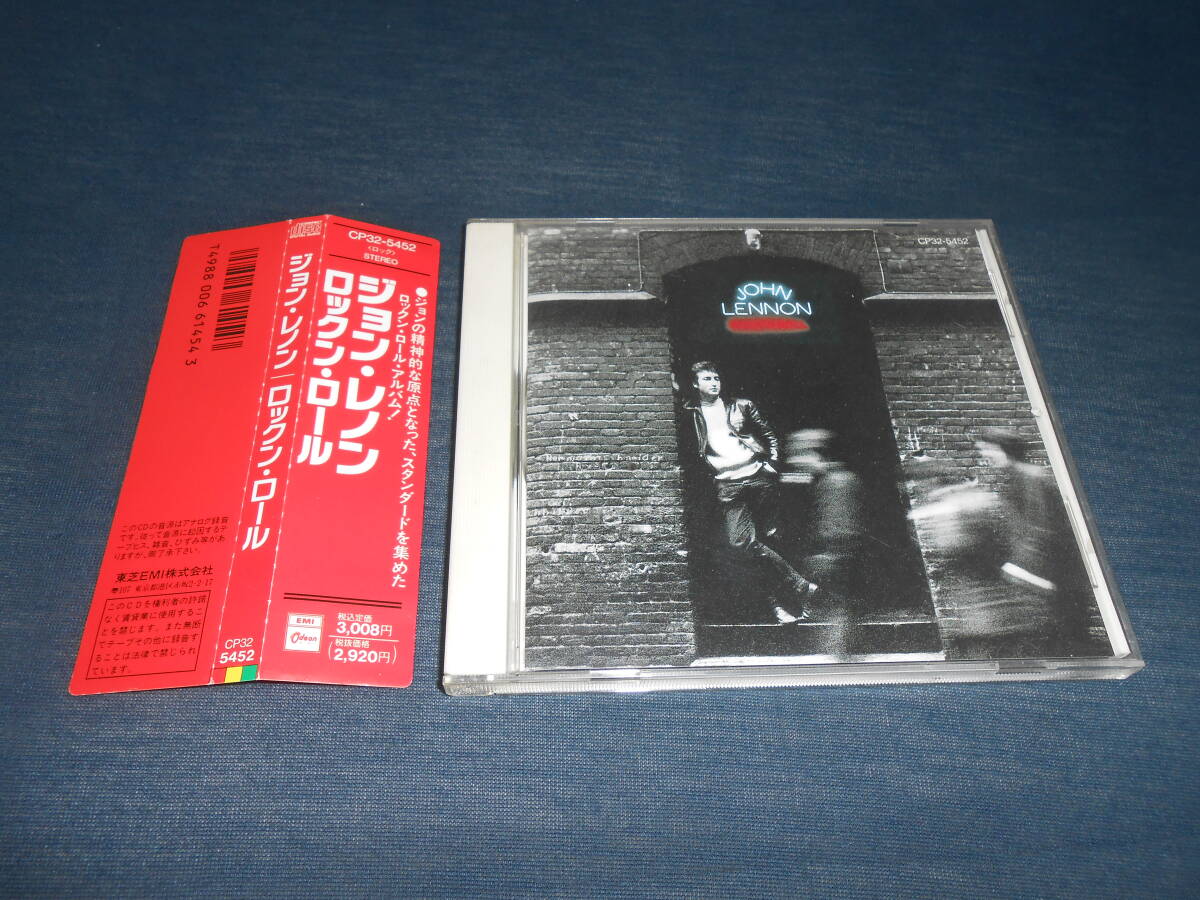 T4988 006 61454 3
このCDの音源はアナログ録音
です。従って音源に起因するテ
ープヒス、雑音、ひずみ等があ
りますが、御了承下さい。
東芝EMI株式会社
〒107 東京都港区赤坂2-2-17
このCDを権利者の許諾
なく賃貸業に使用するこ
とを禁じます。また無断
でテープその他に録音す
ることは法律で禁じられ
ています。
ジョン・レノン/ロックン・ロール
CP32
5452
CP32-5452
〈ロック〉
STEREO
●ジョンの精神的な原点となった、スタンダードを集めた
ロックン・ロール・アルバム!
ジョン・レノン
ロックン・ロール
EMI
Odeon
税込定価
3,008円
税抜価格
2,920円
CP32-5452
JOHN
LENNON